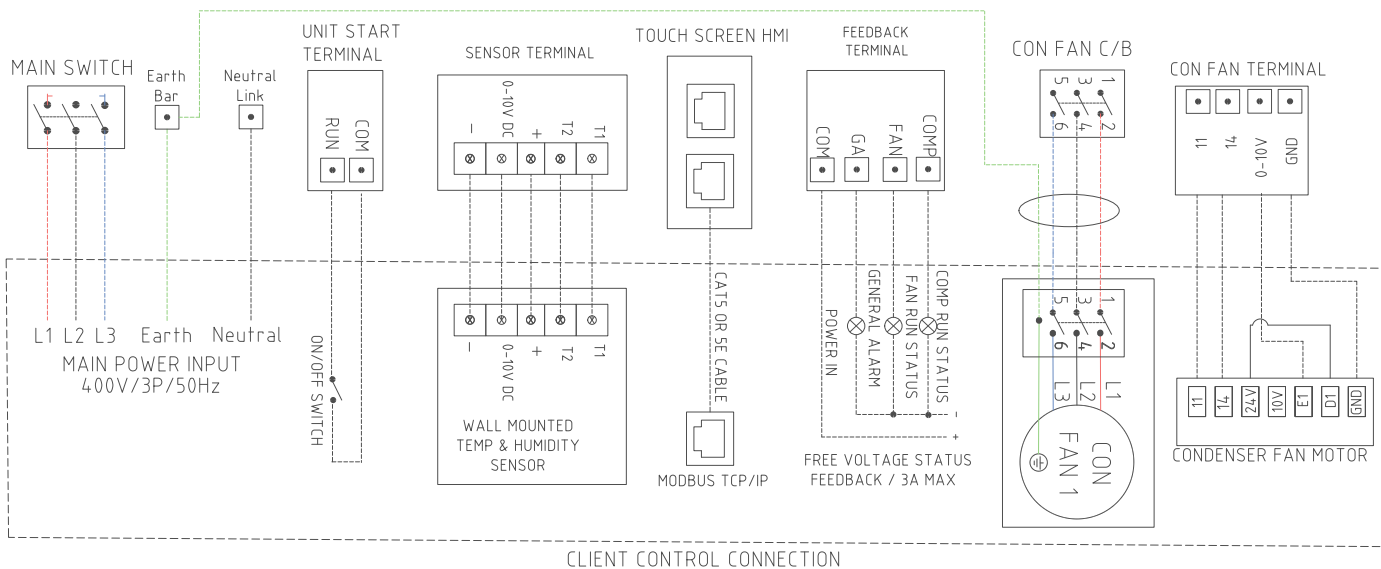 MAIN SWITCH
Earth
Bar
Neutral
Link
L1 L2 L3 Earth Neutral
MAIN POWER INPUT
400V/3P/50Hz
UNIT START
TERMINAL
RUN
COM
ON/OFF SWITCH
SENSOR TERMINAL
–
0-10V DC
+
T2
T1
–
0-10V DC
+
T2
T1
WALL MOUNTED
TEMP & HUMIDITY
SENSOR
TOUCH SCREEN HMI
CAT5 OR 5E CABLE
MODBUS TCP/IP
FEEDBACK
TERMINAL
COM
GA
FAN
COMP
POWER IN
GENERAL ALARM
FAN RUN STATUS
COMP RUN STATUS
-
+
FREE VOLTAGE STATUS
FEEDBACK / 3A MAX
CON FAN C/B
5 3 1
6 4 2
5 3 1
6 4 2
L3 L2 L1
CON
FAN 1
CON FAN TERMINAL
11
14
0-10V
GND
11
14
24V
10V
E1
D1
GND
CONDENSER FAN MOTOR
CLIENT CONTROL CONNECTION